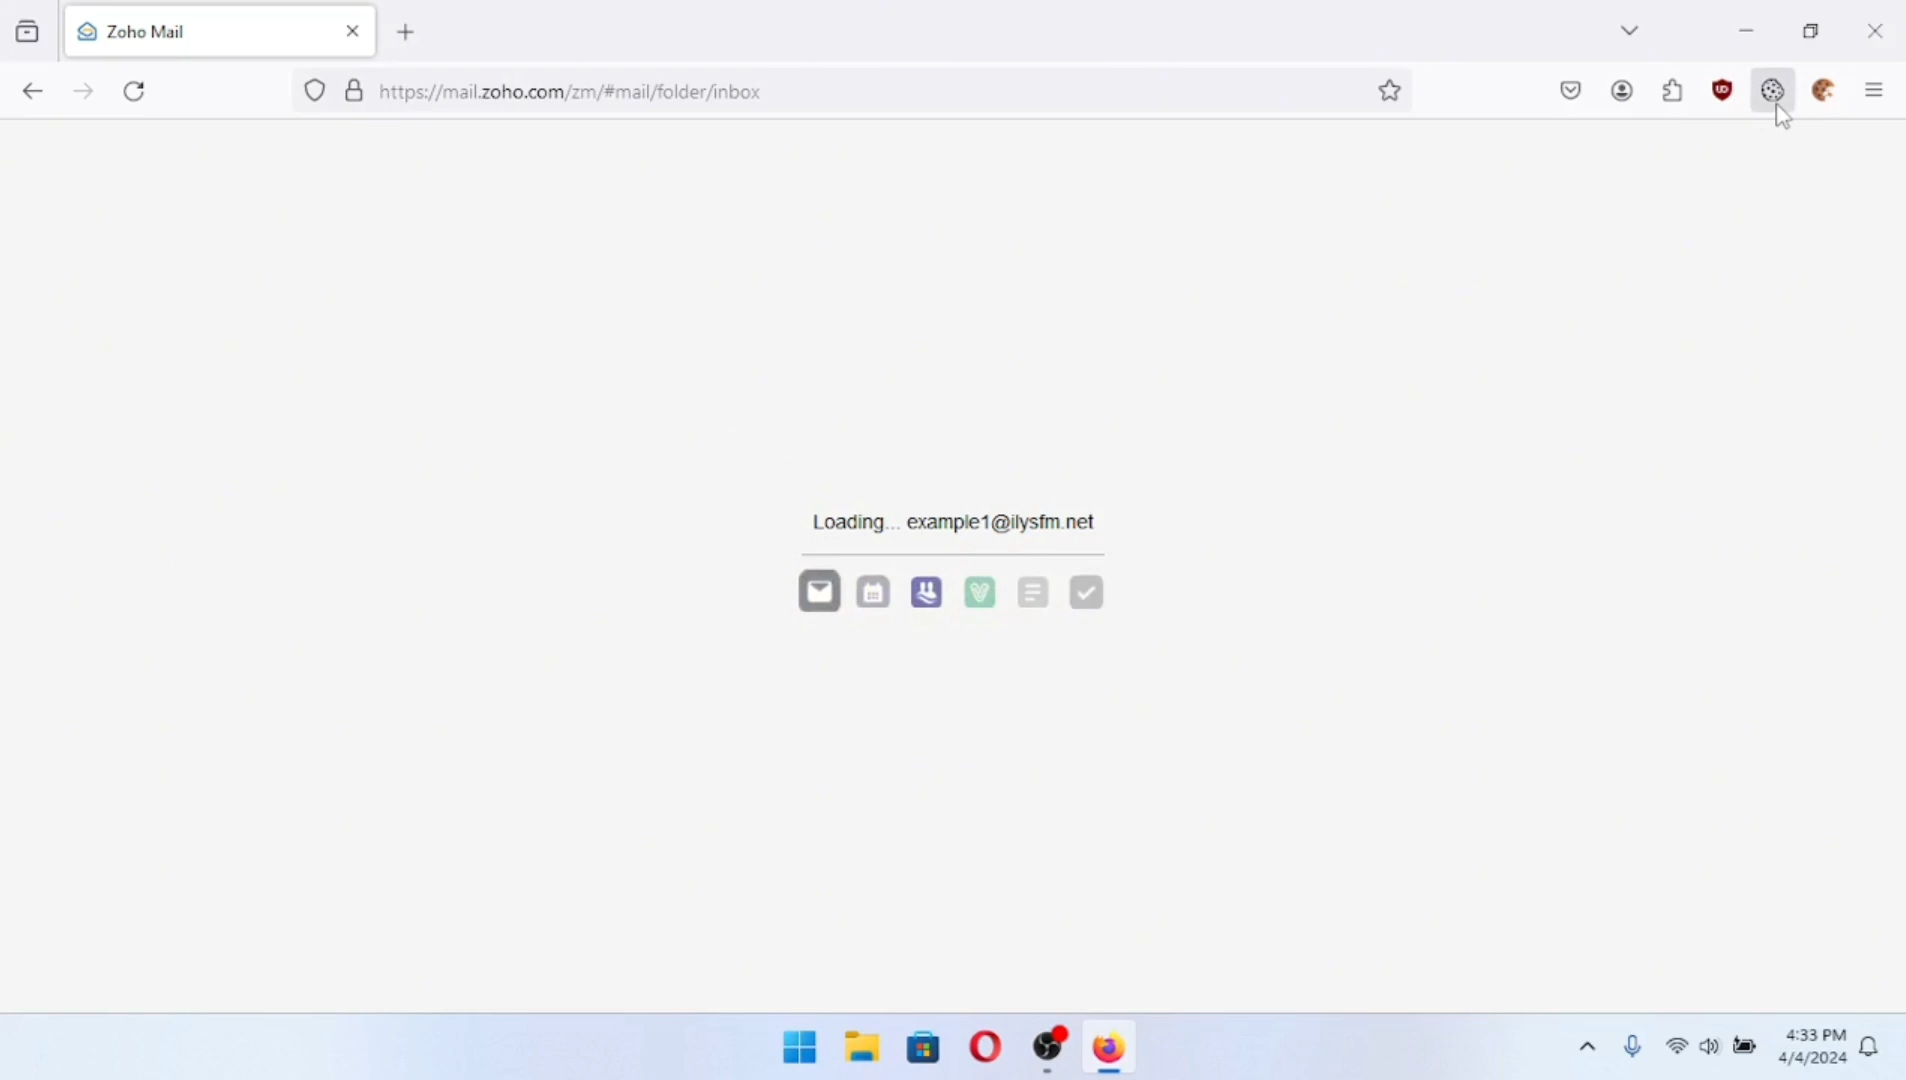 Zoho Mail
https://mail.zoho.com/zm/#mail/folder/inbox
Loading... example1@ilysfm.net
4:33 PM
4/4/2024